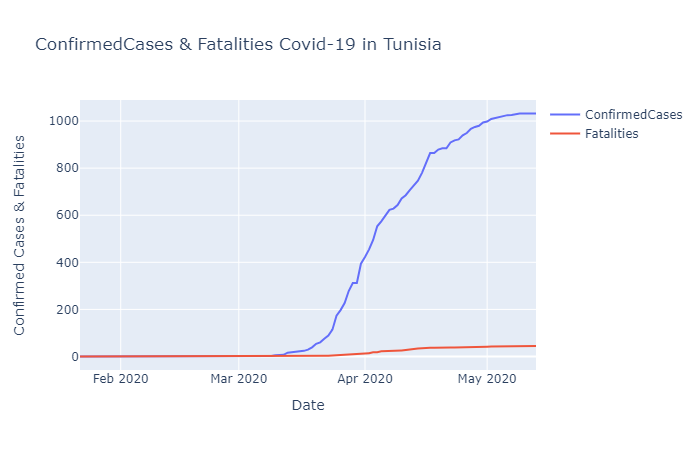 ConfirmedCases & Fatalities Covid-19 in Tunisia
ConfirmedCases
Fatalities
Confirmed Cases & Fatalities
1000
800
600
400
200
0
Feb 2020
Mar 2020
Apr 2020
May 2020
Date